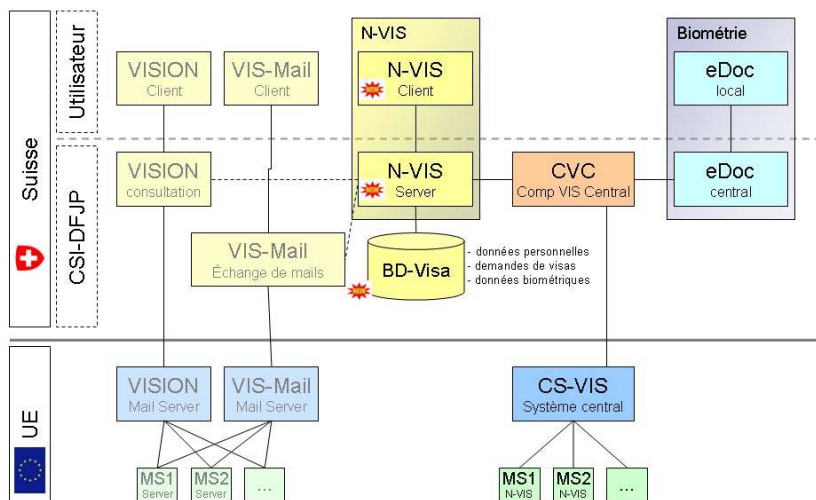 N-VIS
Biométrie
Utilisateur
VISION
Client
VIS-Mail
Client
N-VIS
Client
NEW
eDoc
local
Suisse
CSI-DFJP
VISION
consultation
N-VIS
Server
NEW
CVC
Comp VIS Central
eDoc
central
VIS-Mail
Échange de mails
BD-Visa
NEW
- données personnelles
- demandes de visas
- données biométriques
UE
VISION
Mail Server
VIS-Mail
Mail Server
CS-VIS
Système central
MS1
Server
MS2
Server
...
MS1
N-VIS
MS2
N-VIS
...